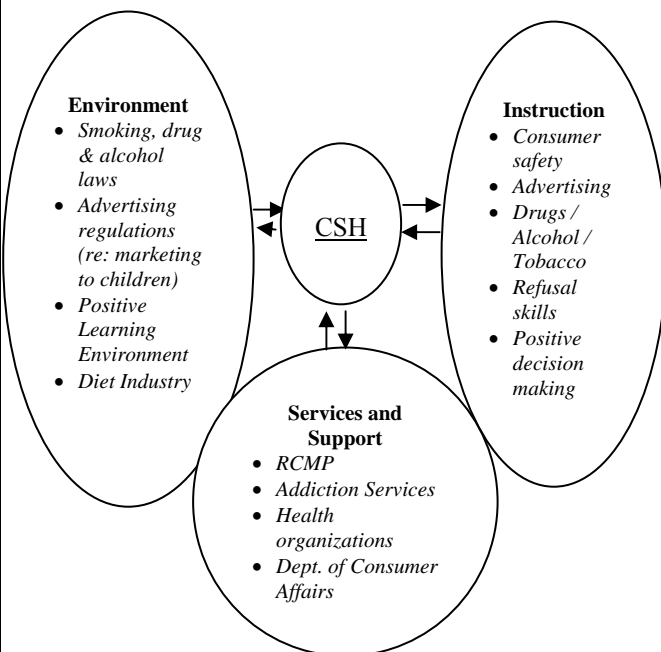 Environment
• Smoking, drug
& alcohol
laws
• Advertising
regulations
(re: marketing
to children)
• Positive
Learning
Environment
• Diet Industry
CSH
Instruction
• Consumer
safety
• Advertising
• Drugs /
Alcohol /
Tobacco
• Refusal
skills
• Positive
decision
making
Services and
Support
• RCMP
• Addiction Services
• Health
organizations
• Dept. of Consumer
Affairs